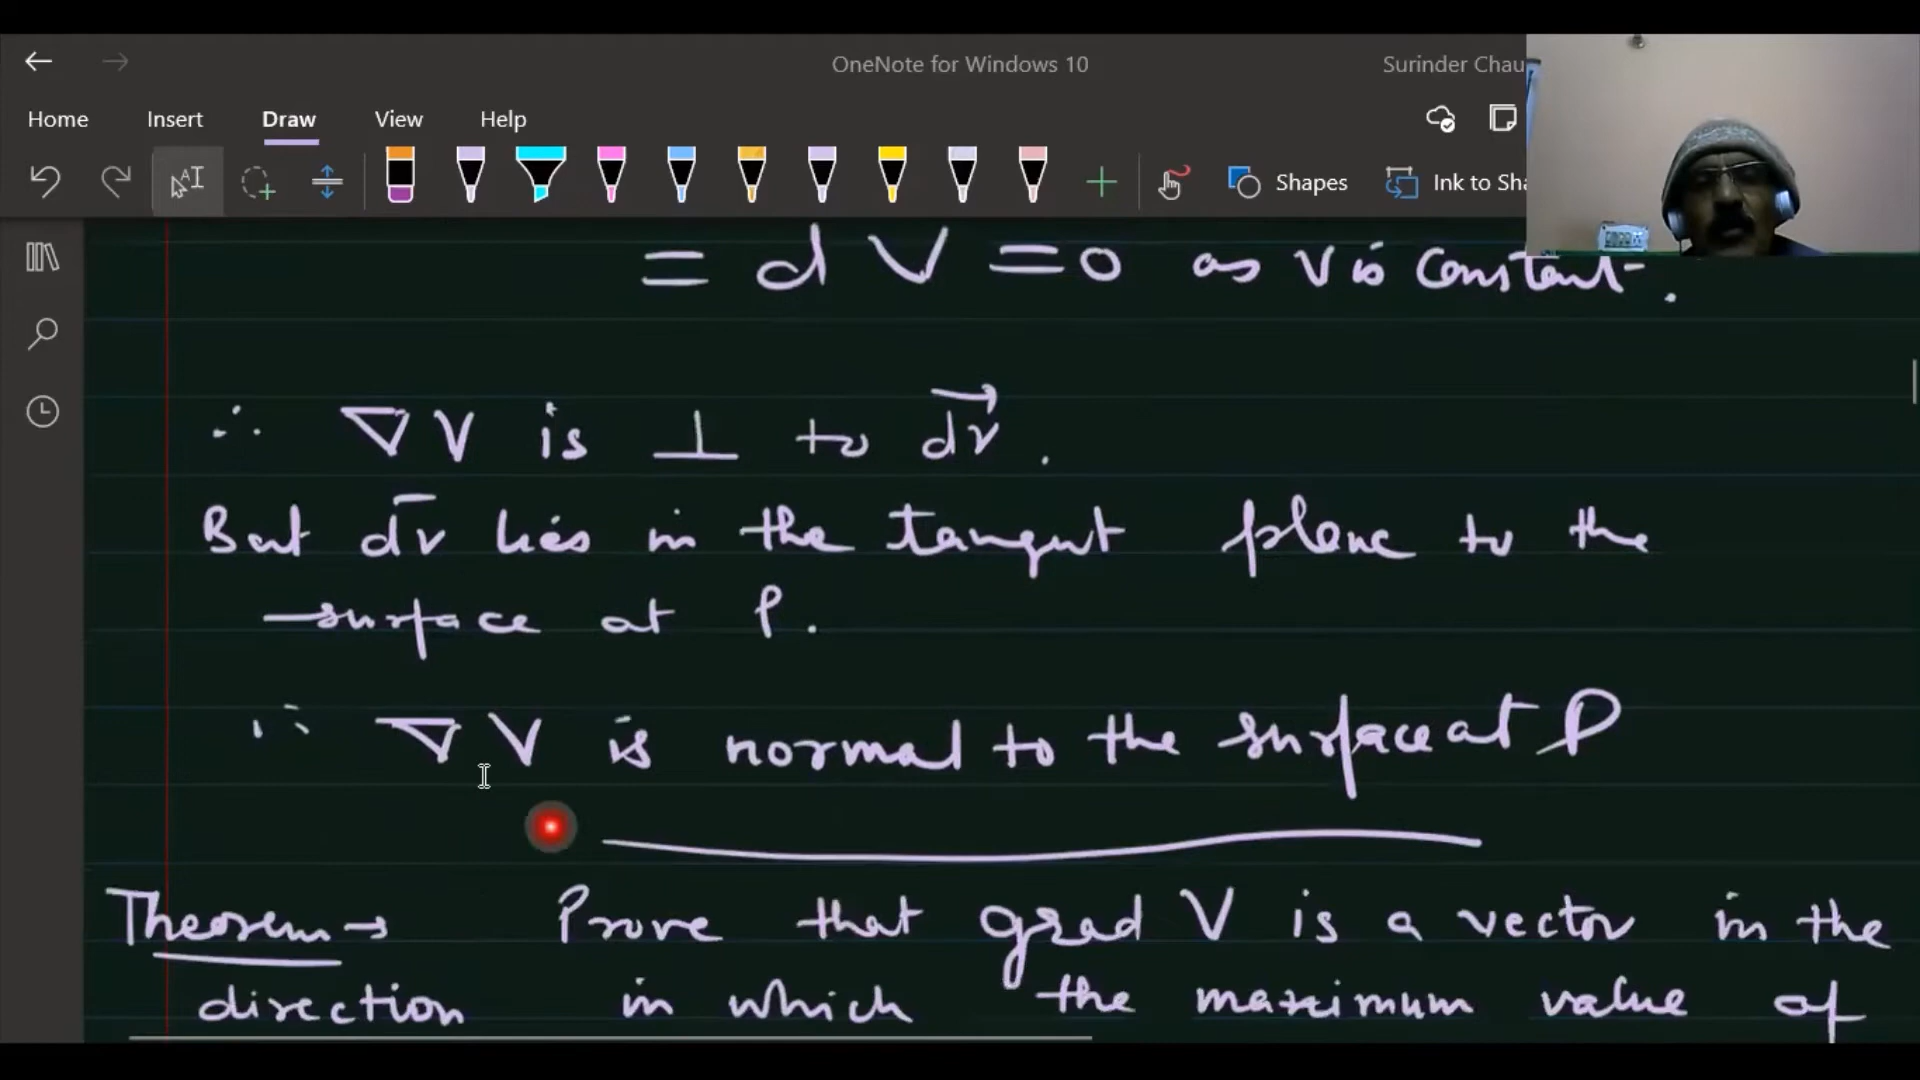 OneNote for Windows 10
Surinder Chau
Home Insert Draw View Help
Shapes Ink to Sha
= d V = 0 as V is constant.
∴ ∇ V is ⊥ to d⃗r.
But d̅r lies in the tangent plane to the
surface at P.
∴ ∇ V is normal to the surface at P
Theorem → Prove that grad V is a vector in the
direction in which the maximum value of